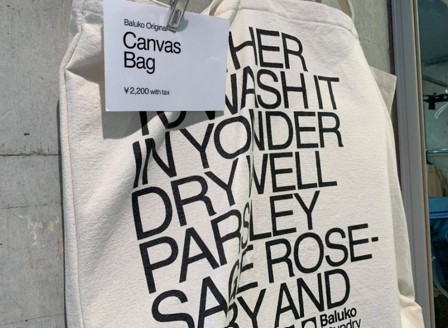 Baluko Original
Canvas
Bag
¥2,200 with tax
HER
TO WASH IT
IN YONDER
DRY WELL
PARSLEY
SAGE ROSE-
RY AND
Baluko